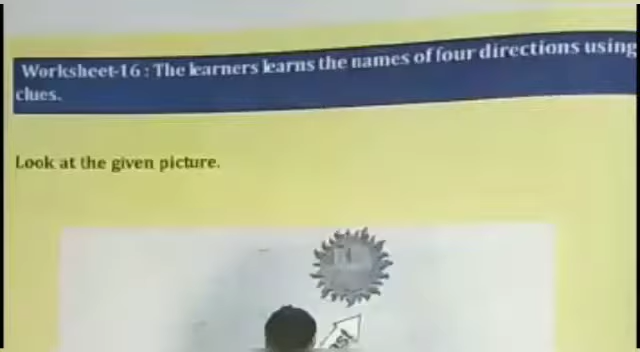 Worksheet-16 : The learners learns the names of four directions using
clues.
Look at the given picture.